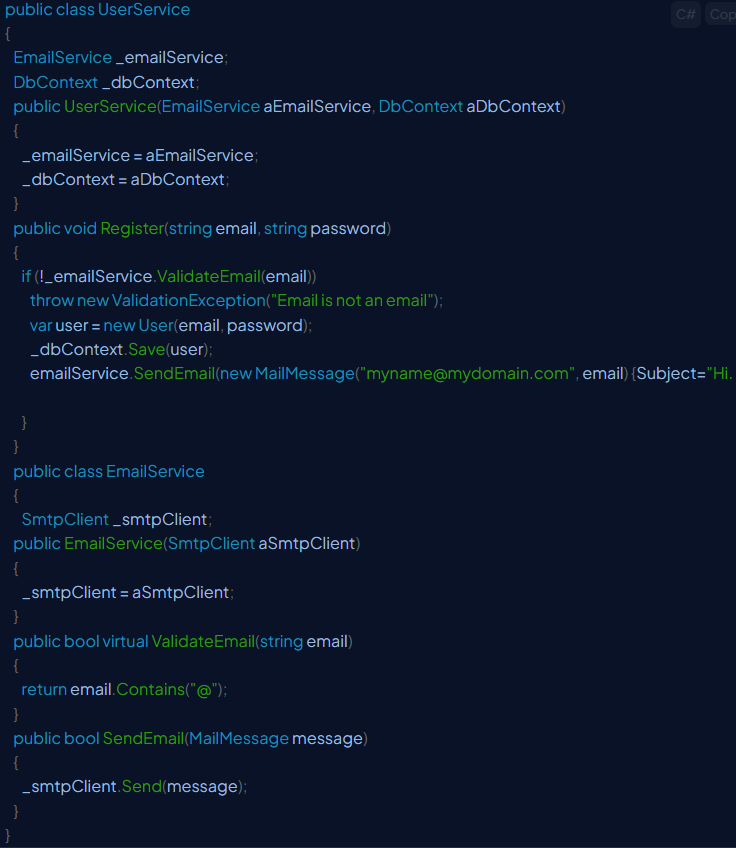 public class UserService
C# Cop
{
EmailService _emailService;
DbContext _dbContext;
public UserService(EmailService aEmailService, DbContext aDbContext)
{
_emailService = aEmailService;
_dbContext = aDbContext;
}
public void Register(string email, string password)
{
if (!_emailService.ValidateEmail(email))
throw new ValidationException("Email is not an email");
var user = new User(email, password);
_dbContext.Save(user);
emailService.SendEmail(new MailMessage("myname@mydomain.com", email) {Subject="Hi.
}
}
public class EmailService
{
SmtpClient _smtpClient;
public EmailService(SmtpClient aSmtpClient)
{
_smtpClient = aSmtpClient;
}
public bool virtual ValidateEmail(string email)
{
return email.Contains("@");
}
public bool SendEmail(MailMessage message)
{
_smtpClient.Send(message);
}
}